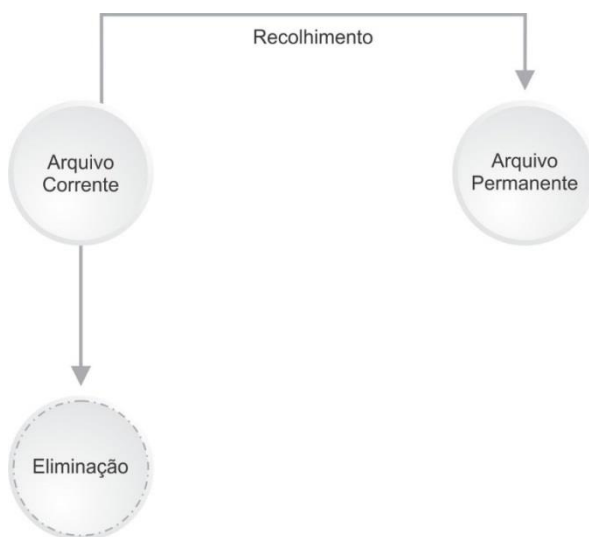 Recolhimento
Arquivo
Corrente
Arquivo
Permanente
Eliminação